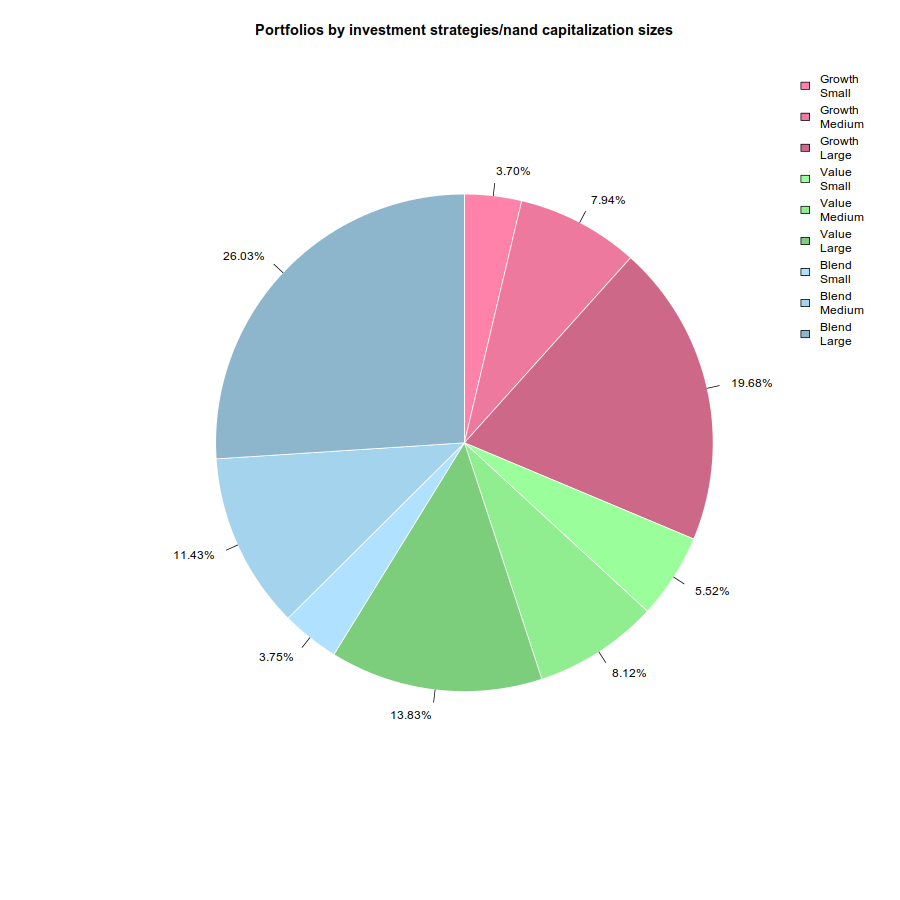 Portfolios by investment strategies/nand capitalization sizes
Growth
Small
Growth
Medium
Growth
Large
Value
Small
Value
Medium
Value
Large
Blend
Small
Blend
Medium
Blend
Large
3.70%
7.94%
19.68%
5.52%
8.12%
13.83%
3.75%
11.43%
26.03%